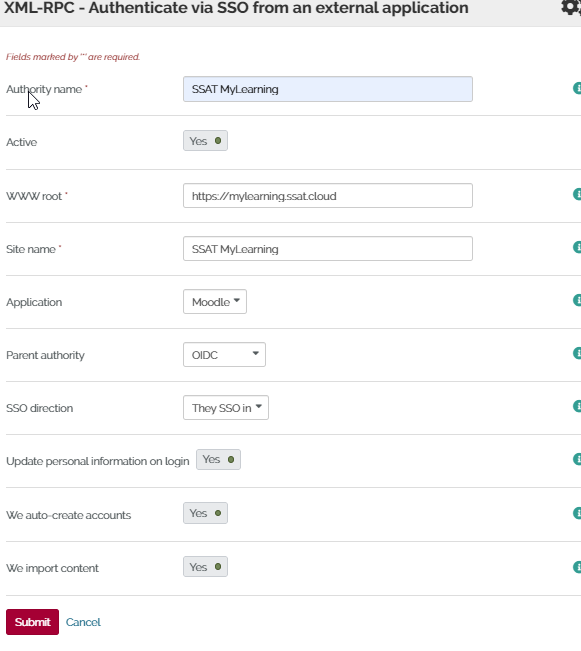 XML-RPC - Authenticate via SSO from an external application
Fields marked by '*' are required.
Authority name * SSAT MyLearning
Active Yes
WWW root * https://mylearning.ssat.cloud
Site name * SSAT MyLearning
Application Moodle
Parent authority OIDC
SSO direction They SSO in
Update personal information on login Yes
We auto-create accounts Yes
We import content Yes
Submit Cancel